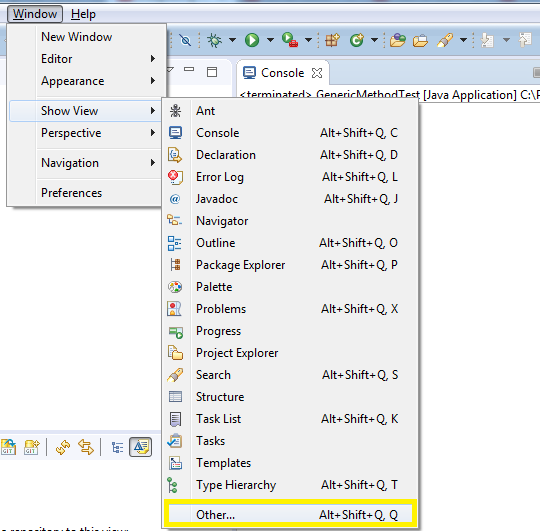 Window Help
New Window
Editor
Appearance
Show View
Perspective
Navigation
Preferences
Console
<terminated> GenericMethodTest [Java Application] C:\P
Ant
Console Alt+Shift+Q, C
Declaration Alt+Shift+Q, D
Error Log Alt+Shift+Q, L
Javadoc Alt+Shift+Q, J
Navigator
Outline Alt+Shift+Q, O
Package Explorer Alt+Shift+Q, P
Palette
Problems Alt+Shift+Q, X
Progress
Project Explorer
Search Alt+Shift+Q, S
Structure
Task List Alt+Shift+Q, K
Tasks
Templates
Type Hierarchy Alt+Shift+Q, T
Other... Alt+Shift+Q, Q
GIT GIT